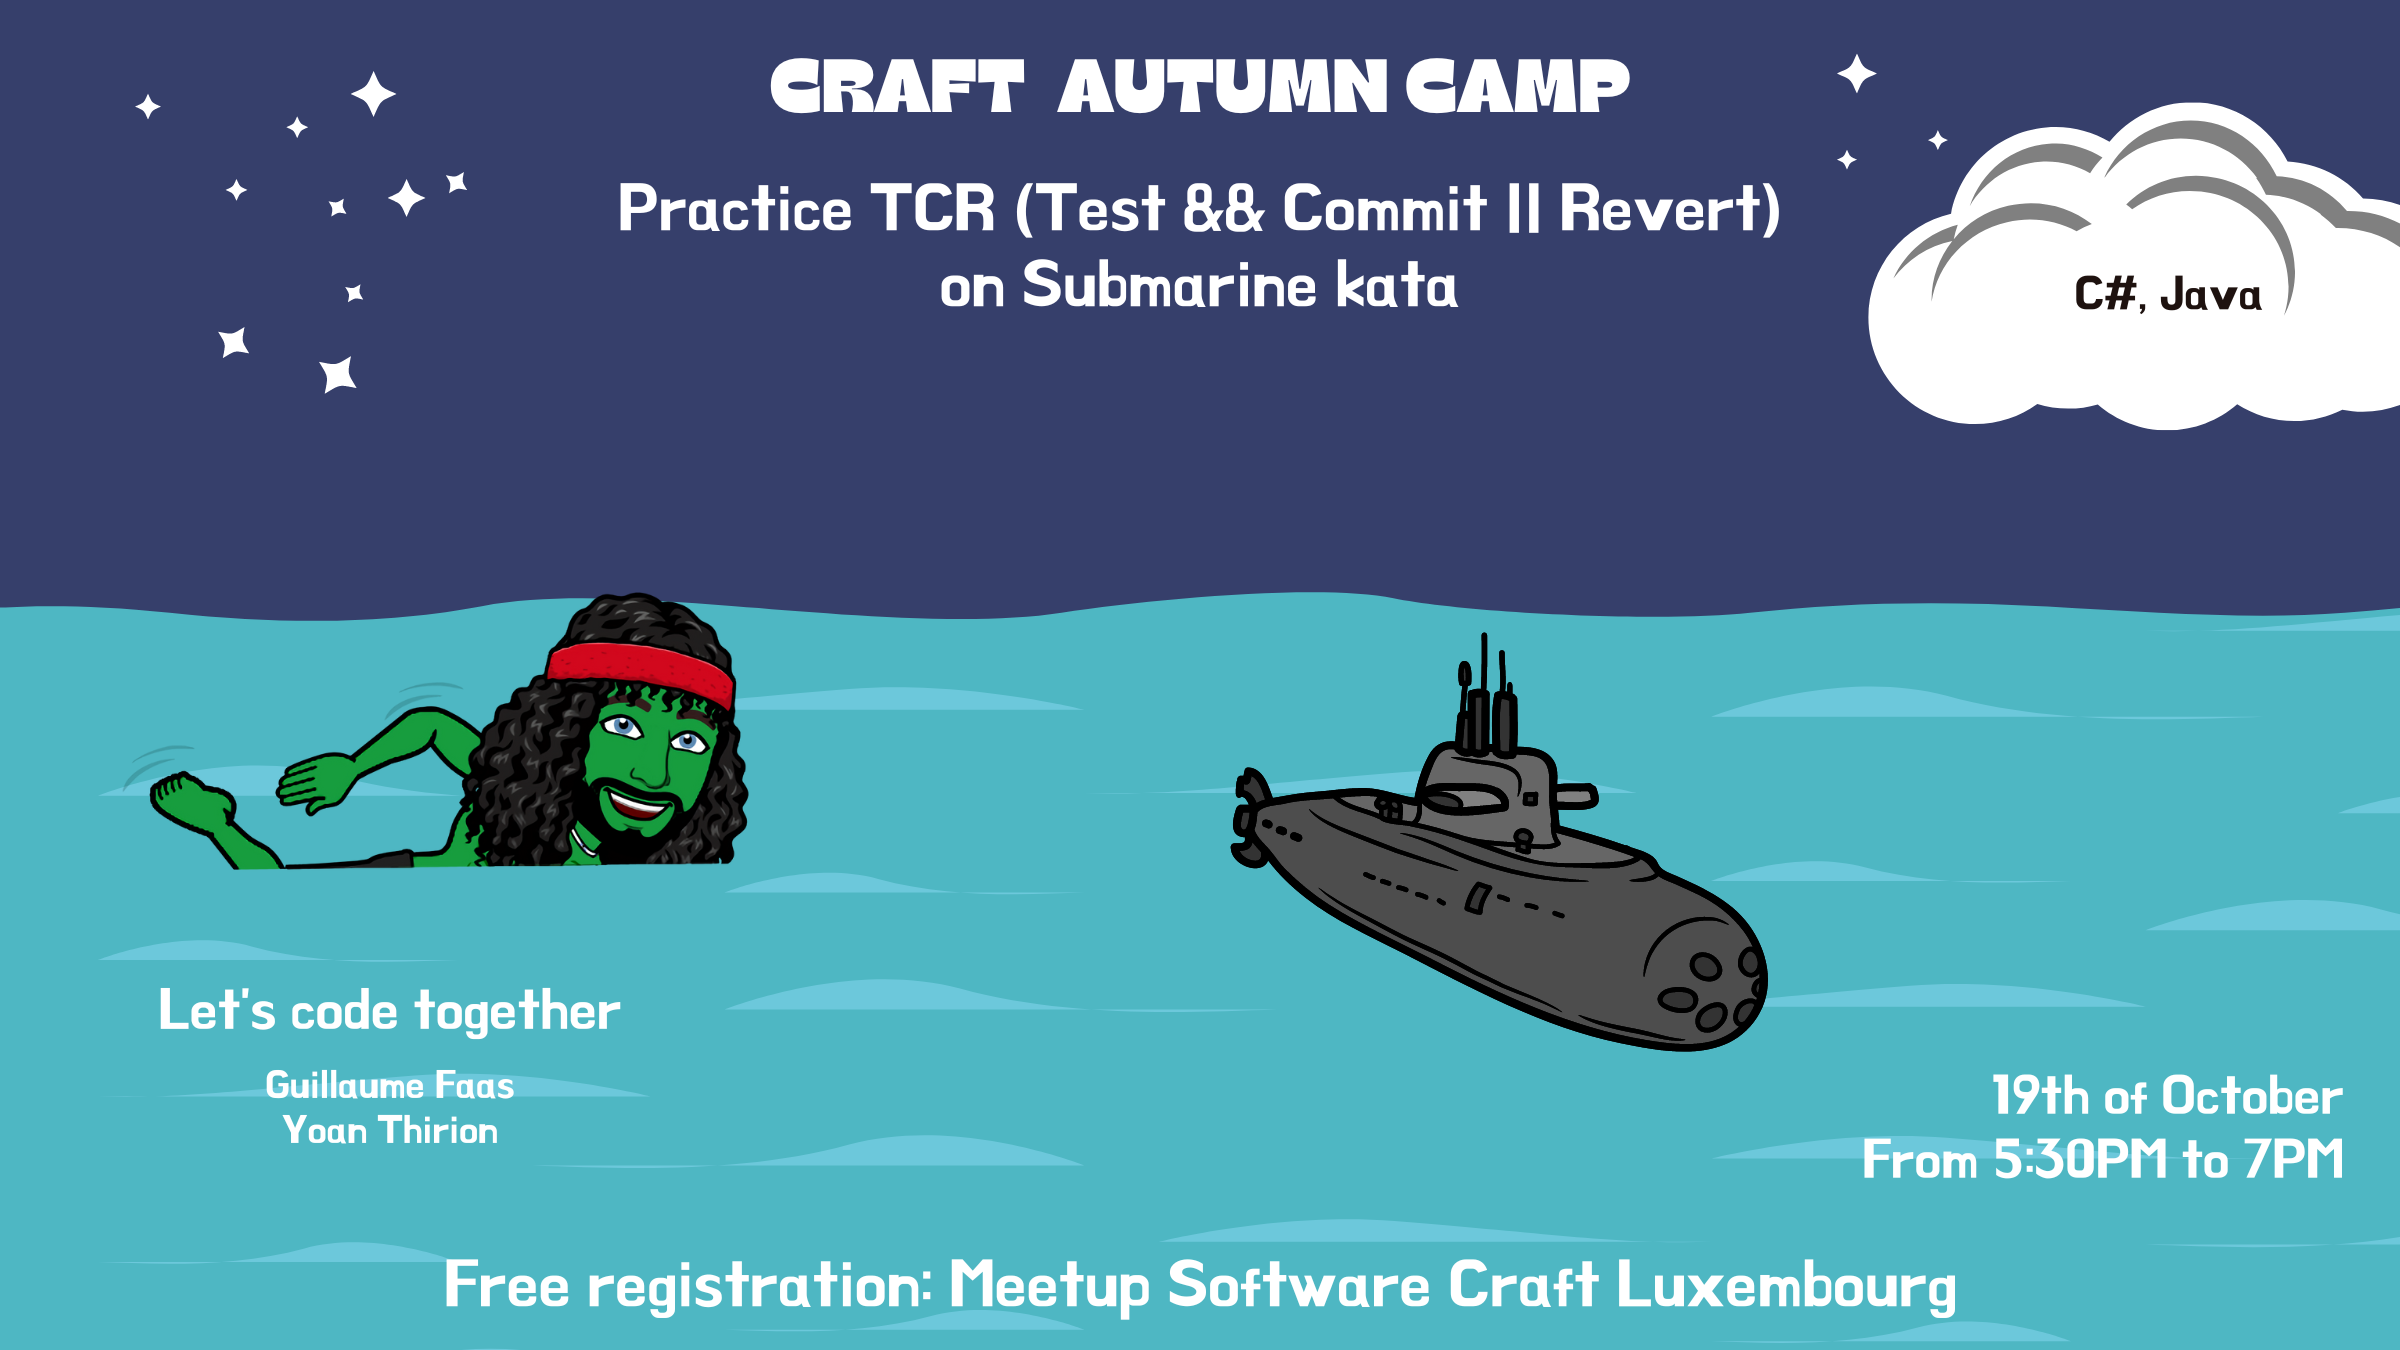 CRAFT AUTUMN CAMP
Practice TCR (Test && Commit || Revert)
on Submarine kata
C#, Java
Let's code together
Guillaume Faas
Yoan Thirion
19th of October
From 5:30PM to 7PM
Free registration: Meetup Software Craft Luxembourg